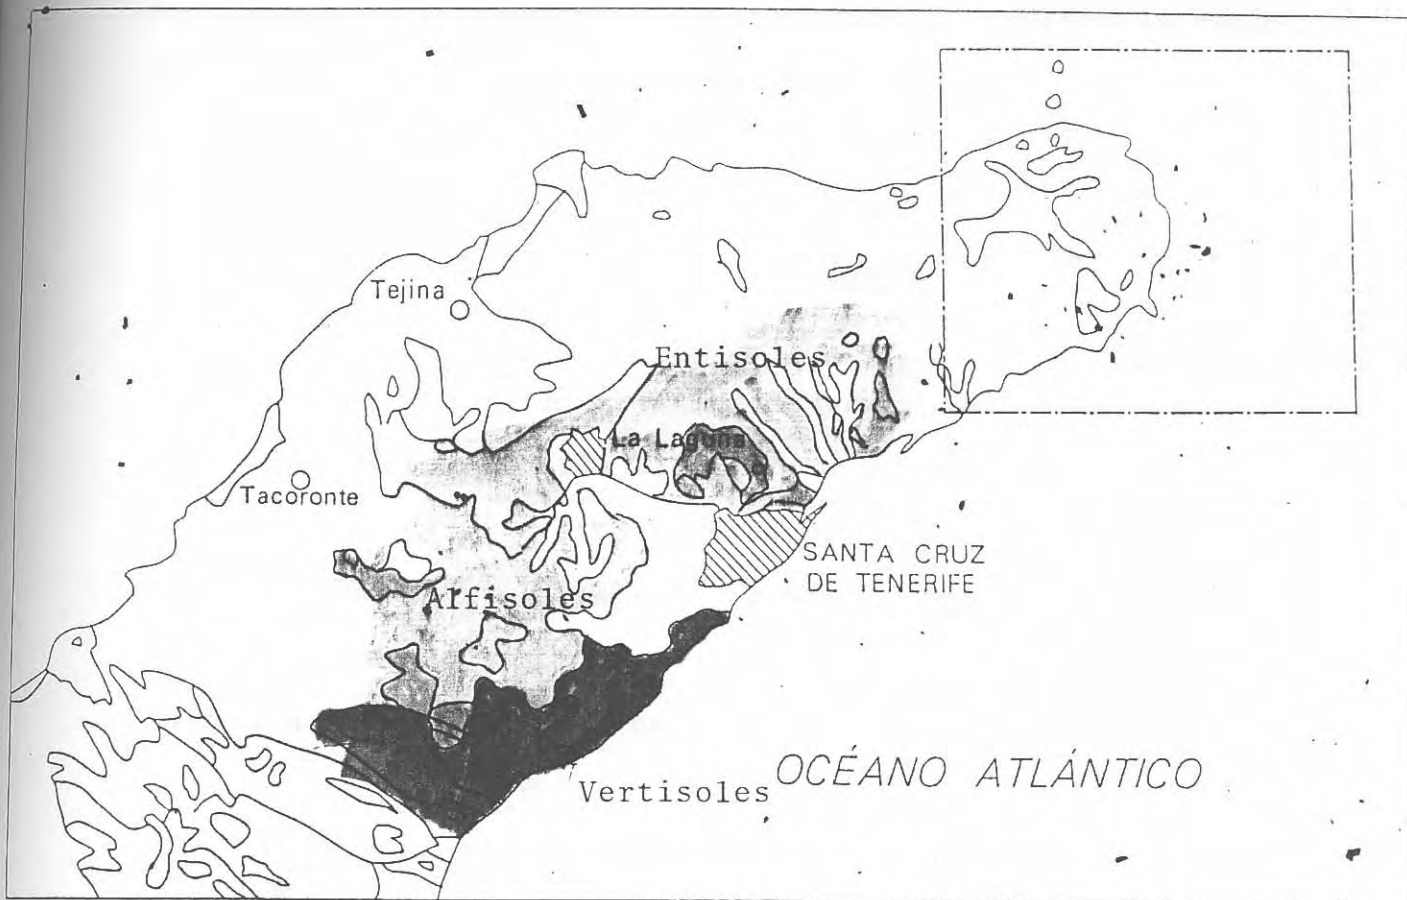 Tejina
Entisoles
La Laguna
Tacoronte
SANTA CRUZ
DE TENERIFE
Alfisoles
OCÉANO ATLÁNTICO
Vertisoles